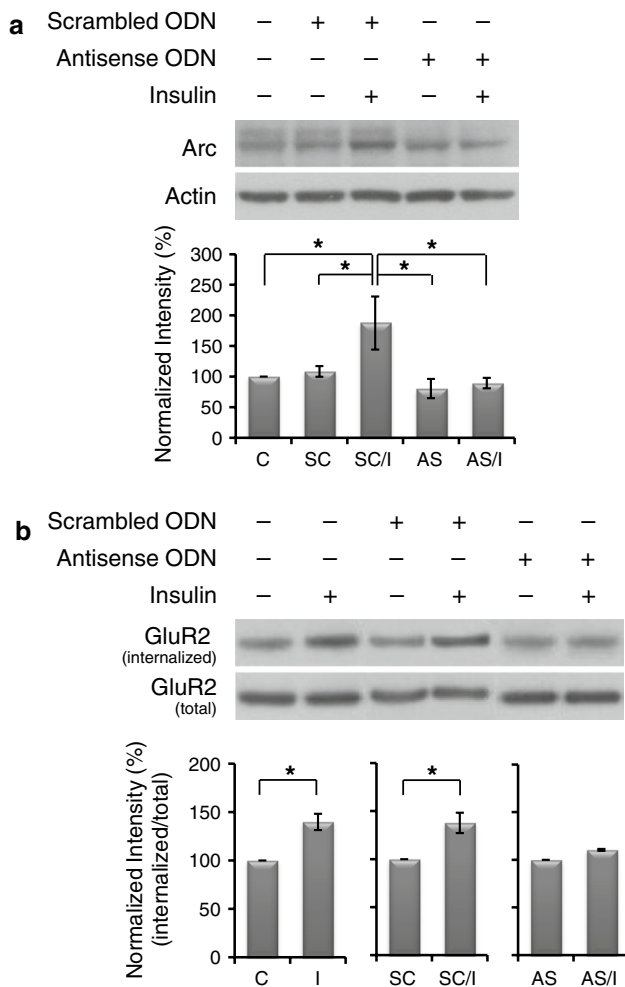 a
Scrambled ODN − + + − −
Antisense ODN − − − + +
Insulin − − + − +
Arc
Actin
Normalized Intensity (%)
300
250
200
150
100
50
0
* *
* *
C SC SC/I AS AS/I
b
Scrambled ODN − − + + − −
Antisense ODN − − − − + +
Insulin − + − + − +
GluR2
(internalized)
GluR2
(total)
Normalized Intensity (%)
(internalized/total)
200
150
100
50
0
* *
C I SC SC/I AS AS/I